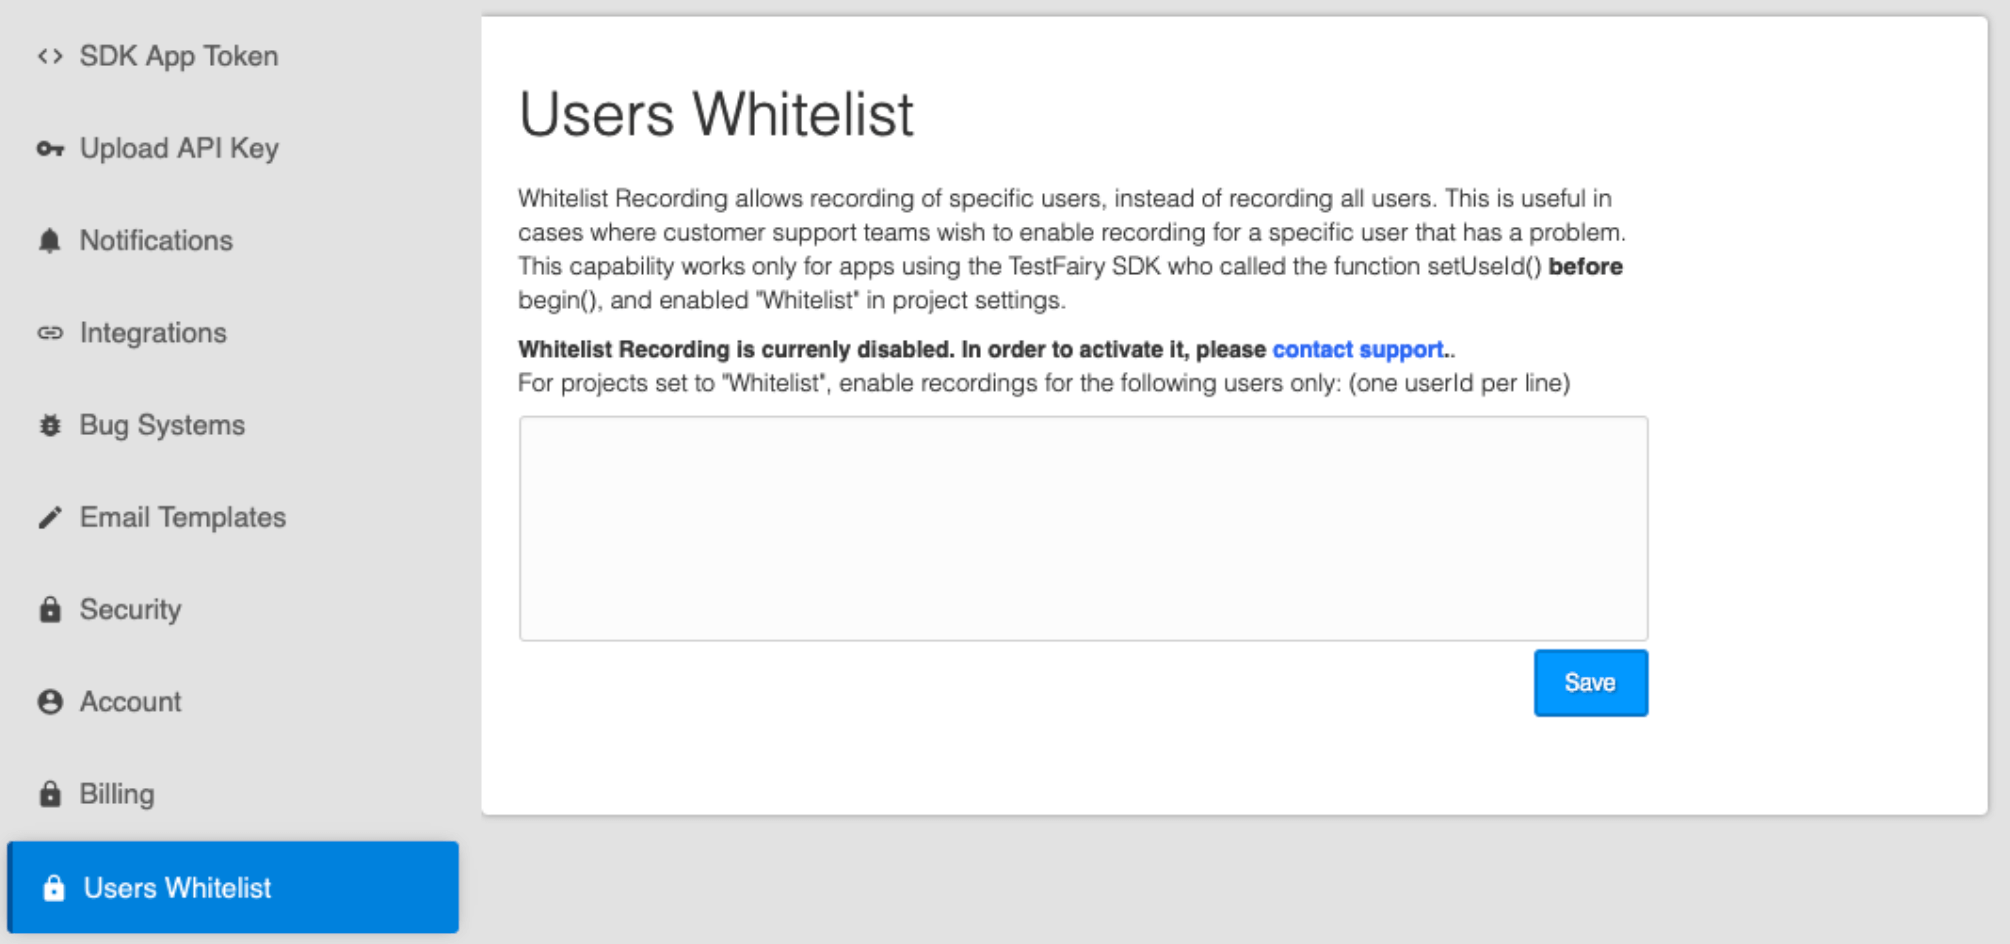 SDK App Token
Upload API Key
Notifications
Integrations
Bug Systems
Email Templates
Security
Account
Billing
Users Whitelist
Users Whitelist
Whitelist Recording allows recording of specific users, instead of recording all users. This is useful in
cases where customer support teams wish to enable recording for a specific user that has a problem.
This capability works only for apps using the TestFairy SDK who called the function setUseId() before
begin(), and enabled "Whitelist" in project settings.
Whitelist Recording is currenly disabled. In order to activate it, please contact support..
For projects set to "Whitelist", enable recordings for the following users only: (one userId per line)
Save